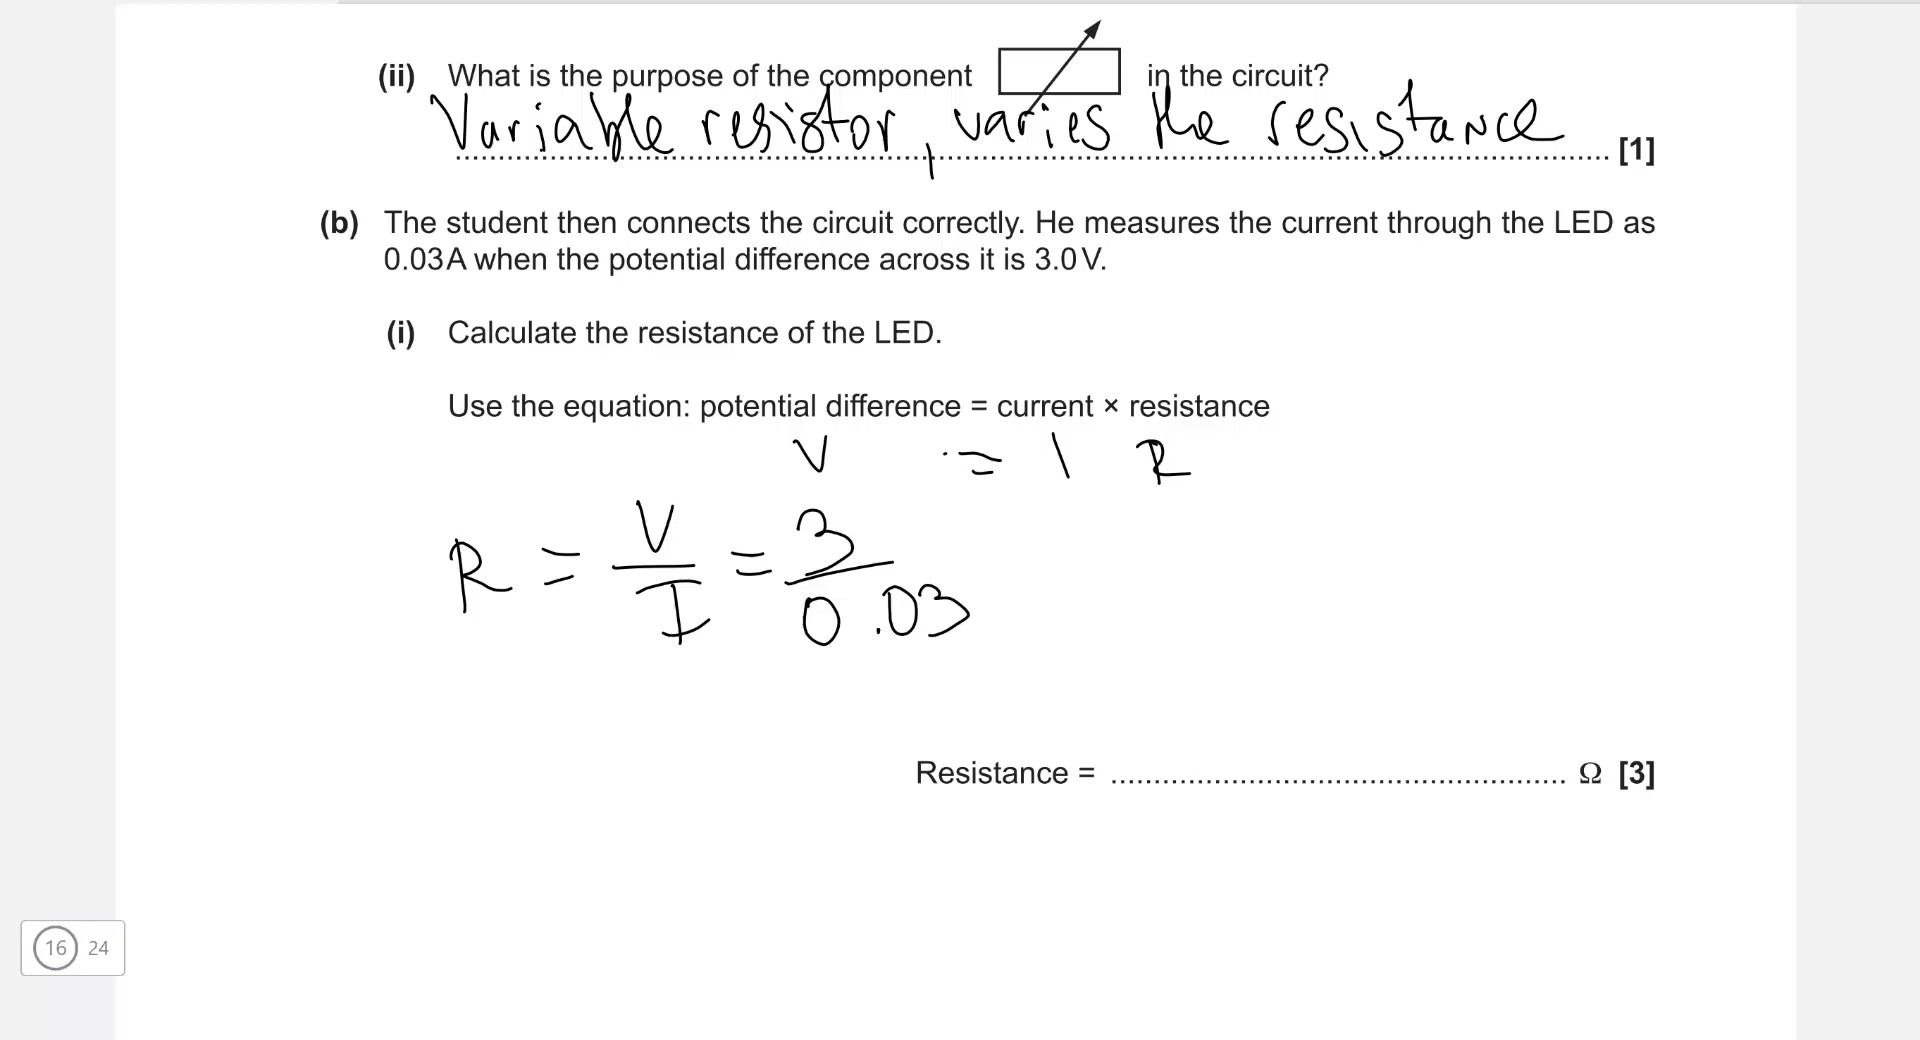 (ii) What is the purpose of the component in the circuit?
Variable resistor, varies the resistance
[1]
(b) The student then connects the circuit correctly. He measures the current through the LED as
0.03 A when the potential difference across it is 3.0 V.
(i) Calculate the resistance of the LED.
Use the equation: potential difference = current × resistance
V = I R
R = V/I = 3/0.03
Resistance = ........................................................ Ω [3]
16 24